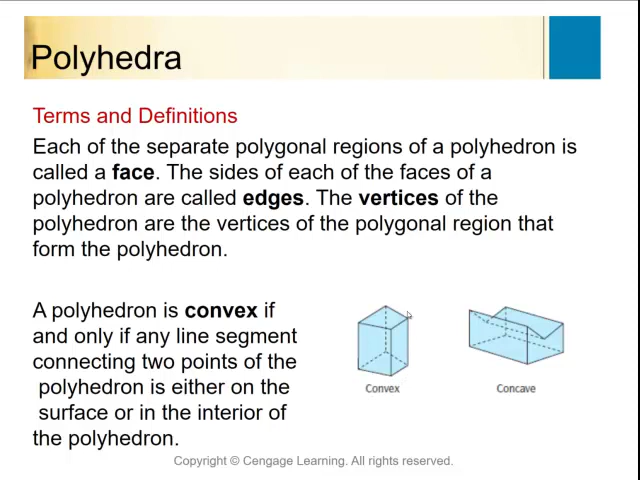 Polyhedra
Terms and Definitions
Each of the separate polygonal regions of a polyhedron is
called a face. The sides of each of the faces of a
polyhedron are called edges. The vertices of the
polyhedron are the vertices of the polygonal region that
form the polyhedron.
A polyhedron is convex if
and only if any line segment
connecting two points of the
polyhedron is either on the
surface or in the interior of
the polyhedron.
Convex
Concave
Copyright © Cengage Learning. All rights reserved.